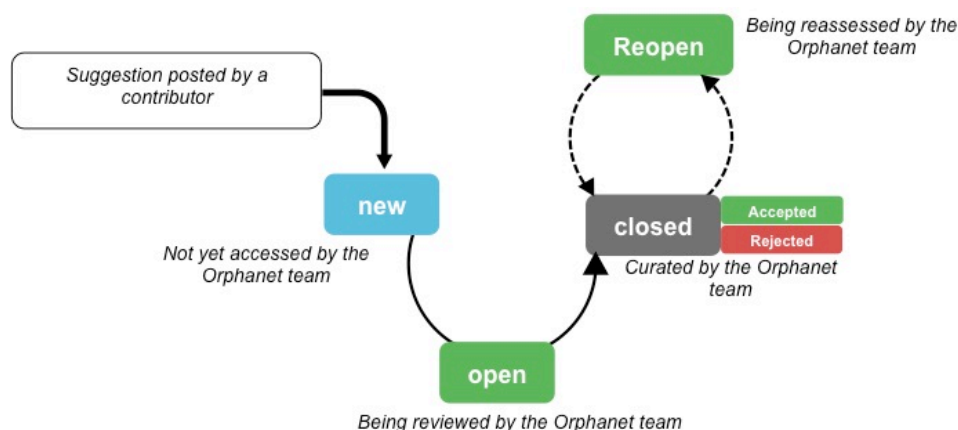 Suggestion posted by a
contributor
new
Not yet accessed by the
Orphanet team
open
Being reviewed by the Orphanet team
closed
Accepted
Rejected
Curated by the Orphanet
team
Reopen
Being reassessed by the
Orphanet team